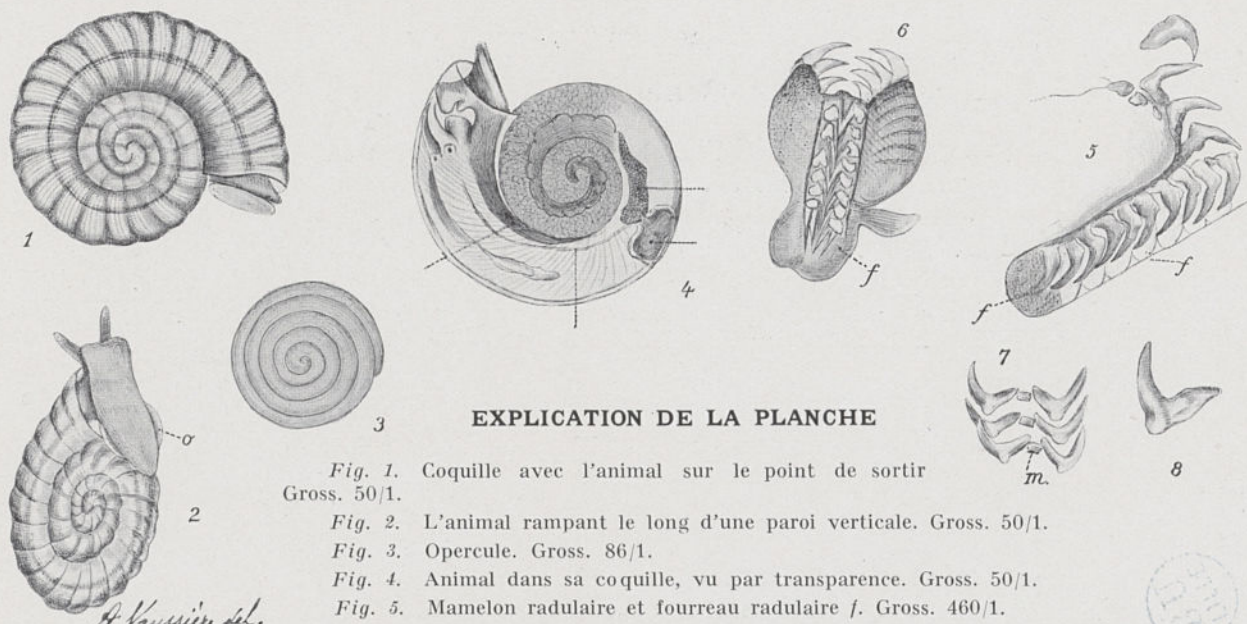 6
5
f
f
1
4
f
7
3
EXPLICATION DE LA PLANCHE
o
m.
8
2
Fig. 1. Coquille avec l'animal sur le point de sortir
Gross. 50/1.
Fig. 2. L'animal rampant le long d'une paroi verticale. Gross. 50/1.
Fig. 3. Opercule. Gross. 86/1.
Fig. 4. Animal dans sa coquille, vu par transparence. Gross. 50/1.
Fig. 5. Mamelon radulaire et fourreau radulaire f. Gross. 460/1.